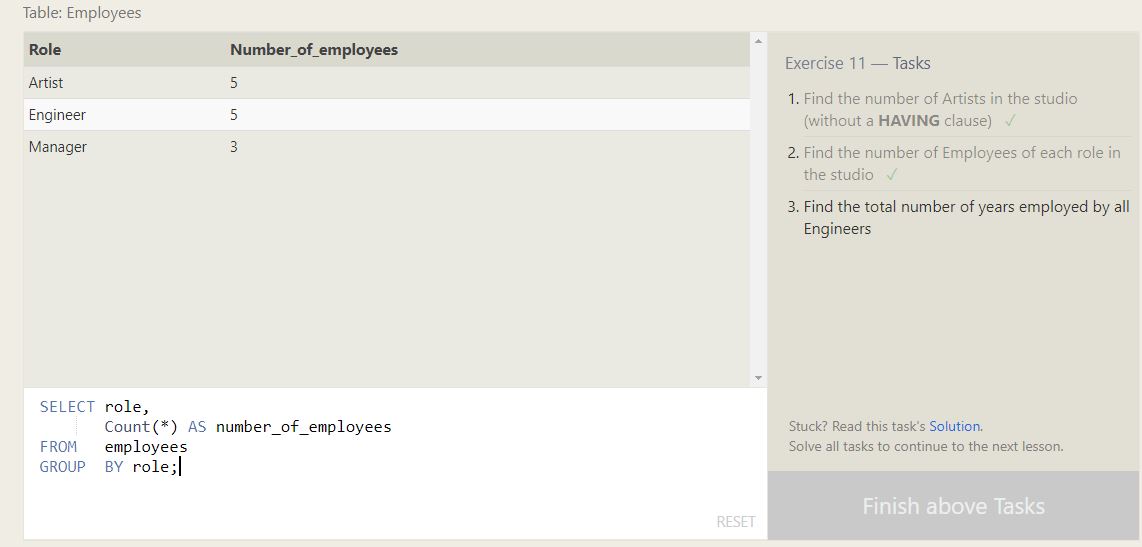 Table: Employees
Role Number_of_employees
Artist 5
Engineer 5
Manager 3
SELECT role,
Count(*) AS number_of_employees
FROM employees
GROUP BY role;
RESET
Exercise 11 — Tasks
1. Find the number of Artists in the studio
(without a HAVING clause) ✓
2. Find the number of Employees of each role in
the studio ✓
3. Find the total number of years employed by all
Engineers
Stuck? Read this task's Solution.
Solve all tasks to continue to the next lesson.
Finish above Tasks